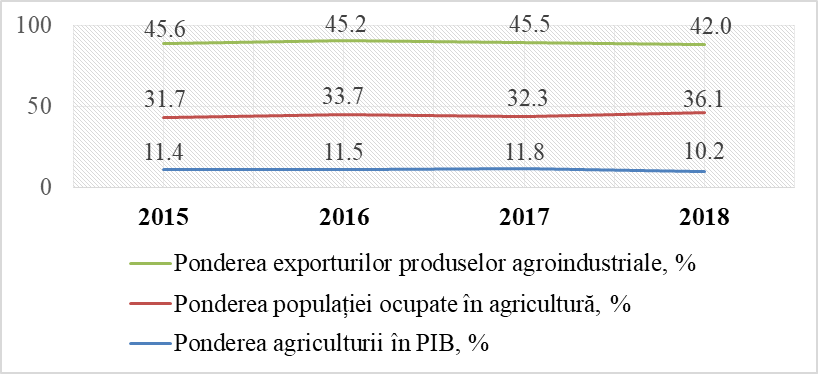 100
45.6 45.2 45.5 42.0
50
31.7 33.7 32.3 36.1
11.4 11.5 11.8 10.2
0
2015 2016 2017 2018
Ponderea exporturilor produselor agroindustriale, %
Ponderea populației ocupate în agricultură, %
Ponderea agriculturii în PIB, %